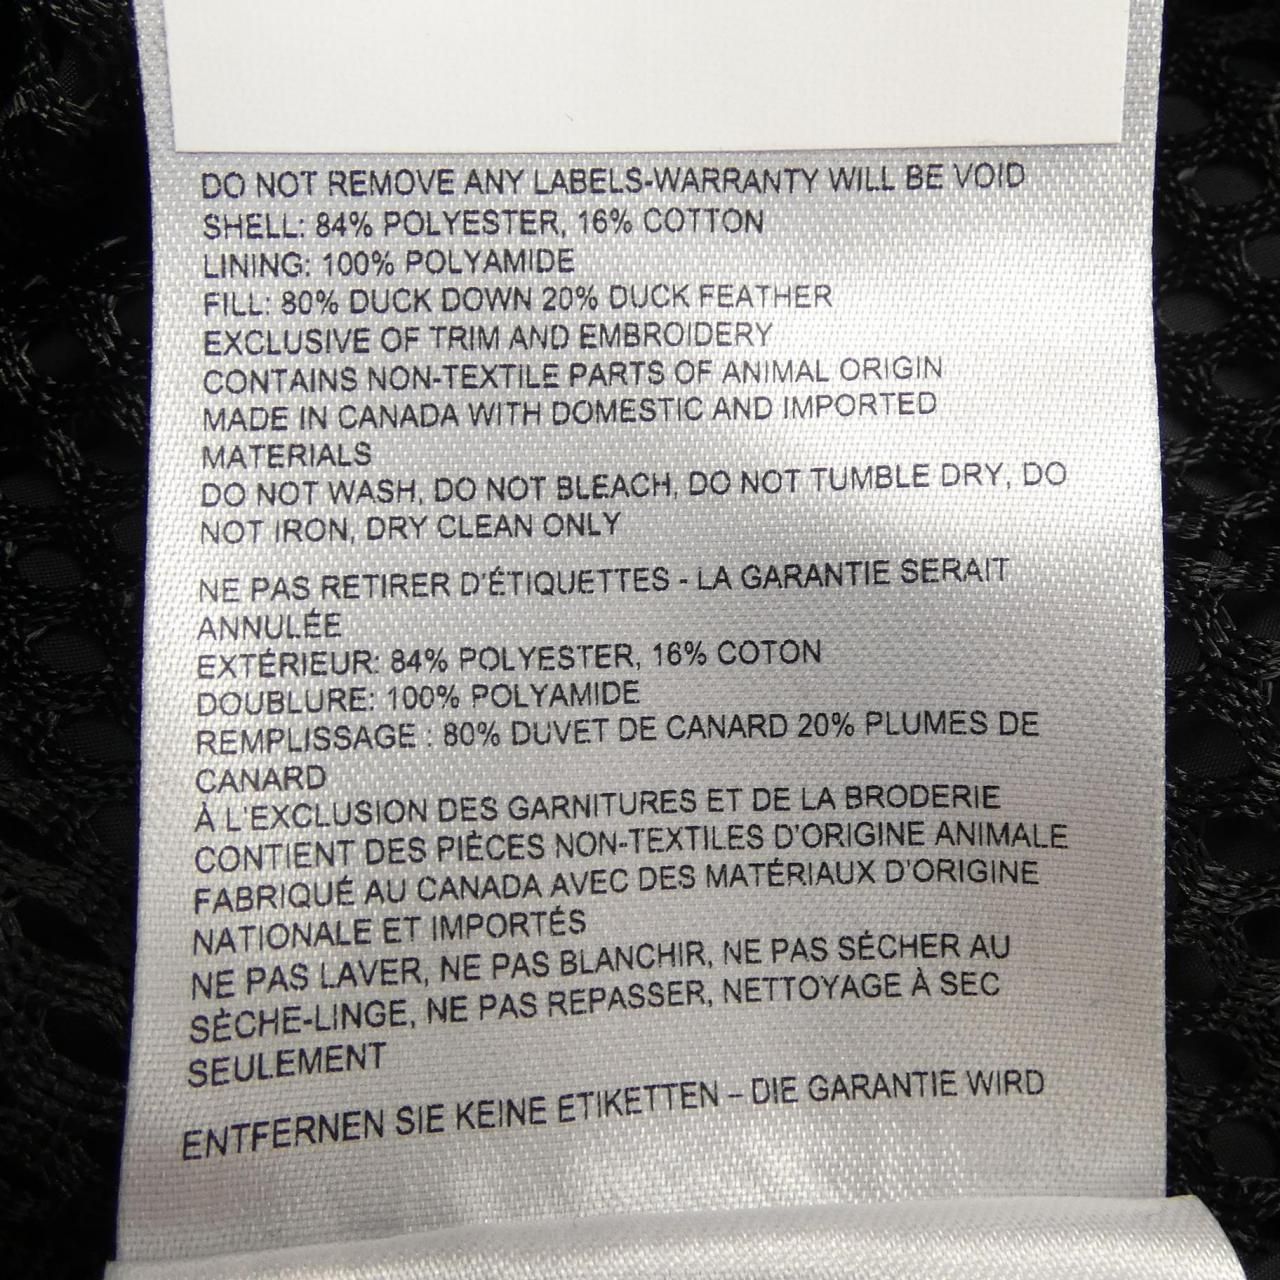 DO NOT REMOVE ANY LABELS-WARRANTY WILL BE VOID
SHELL: 84% POLYESTER, 16% COTTON
LINING: 100% POLYAMIDE
FILL: 80% DUCK DOWN 20% DUCK FEATHER
EXCLUSIVE OF TRIM AND EMBROIDERY
CONTAINS NON-TEXTILE PARTS OF ANIMAL ORIGIN
MADE IN CANADA WITH DOMESTIC AND IMPORTED
MATERIALS
DO NOT WASH, DO NOT BLEACH, DO NOT TUMBLE DRY, DO
NOT IRON, DRY CLEAN ONLY
NE PAS RETIRER D'ÉTIQUETTES - LA GARANTIE SERAIT
ANNULÉE
EXTÉRIEUR: 84% POLYESTER, 16% COTON
DOUBLURE: 100% POLYAMIDE
REMPLISSAGE : 80% DUVET DE CANARD 20% PLUMES DE
CANARD
À L'EXCLUSION DES GARNITURES ET DE LA BRODERIE
CONTIENT DES PIÈCES NON-TEXTILES D'ORIGINE ANIMALE
FABRIQUÉ AU CANADA AVEC DES MATÉRIAUX D'ORIGINE
NATIONALE ET IMPORTÉS
NE PAS LAVER, NE PAS BLANCHIR, NE PAS SÉCHER AU
SÈCHE-LINGE, NE PAS REPASSER, NETTOYAGE À SEC
SEULEMENT
ENTFERNEN SIE KEINE ETIKETTEN – DIE GARANTIE WIRD